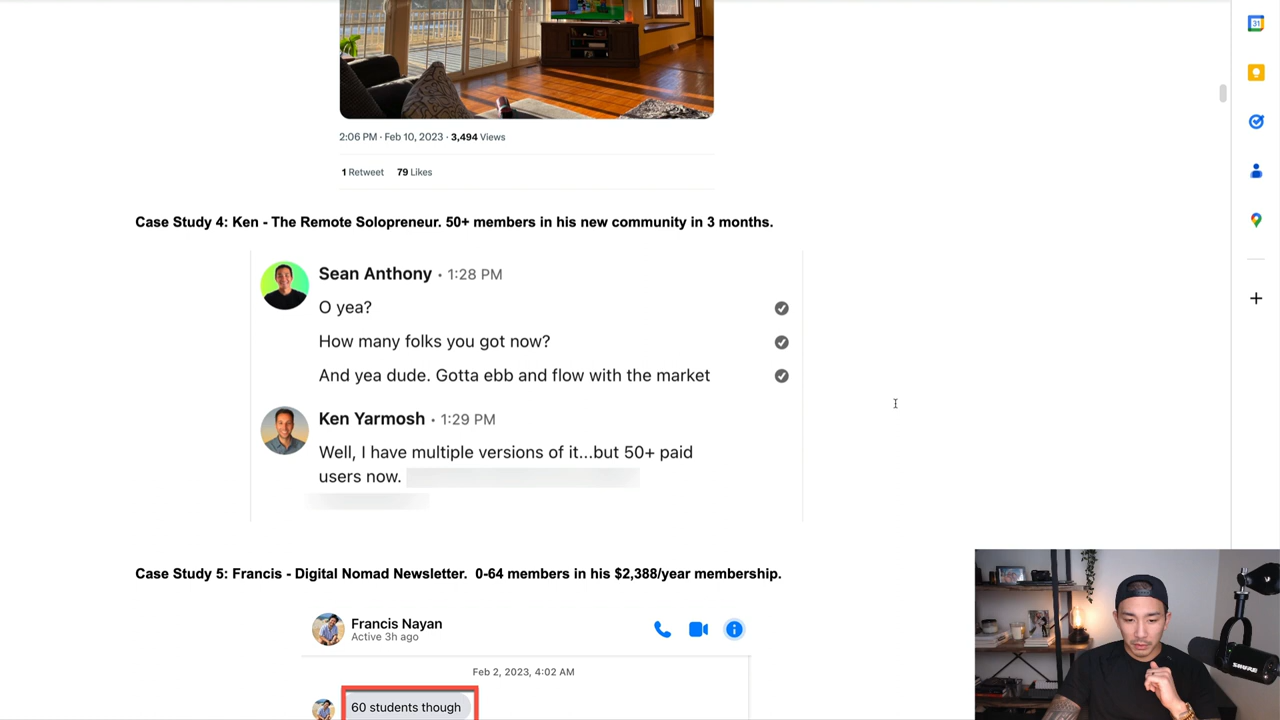 2:06 PM · Feb 10, 2023 · 3,494 Views
1 Retweet 79 Likes
Case Study 4: Ken - The Remote Solopreneur. 50+ members in his new community in 3 months.
Sean Anthony • 1:28 PM
O yea?
How many folks you got now?
And yea dude. Gotta ebb and flow with the market
Ken Yarmosh • 1:29 PM
Well, I have multiple versions of it...but 50+ paid
users now.
Case Study 5: Francis - Digital Nomad Newsletter. 0-64 members in his $2,388/year membership.
Francis Nayan
Active 3h ago
Feb 2, 2023, 4:02 AM
60 students though
31
SHURE